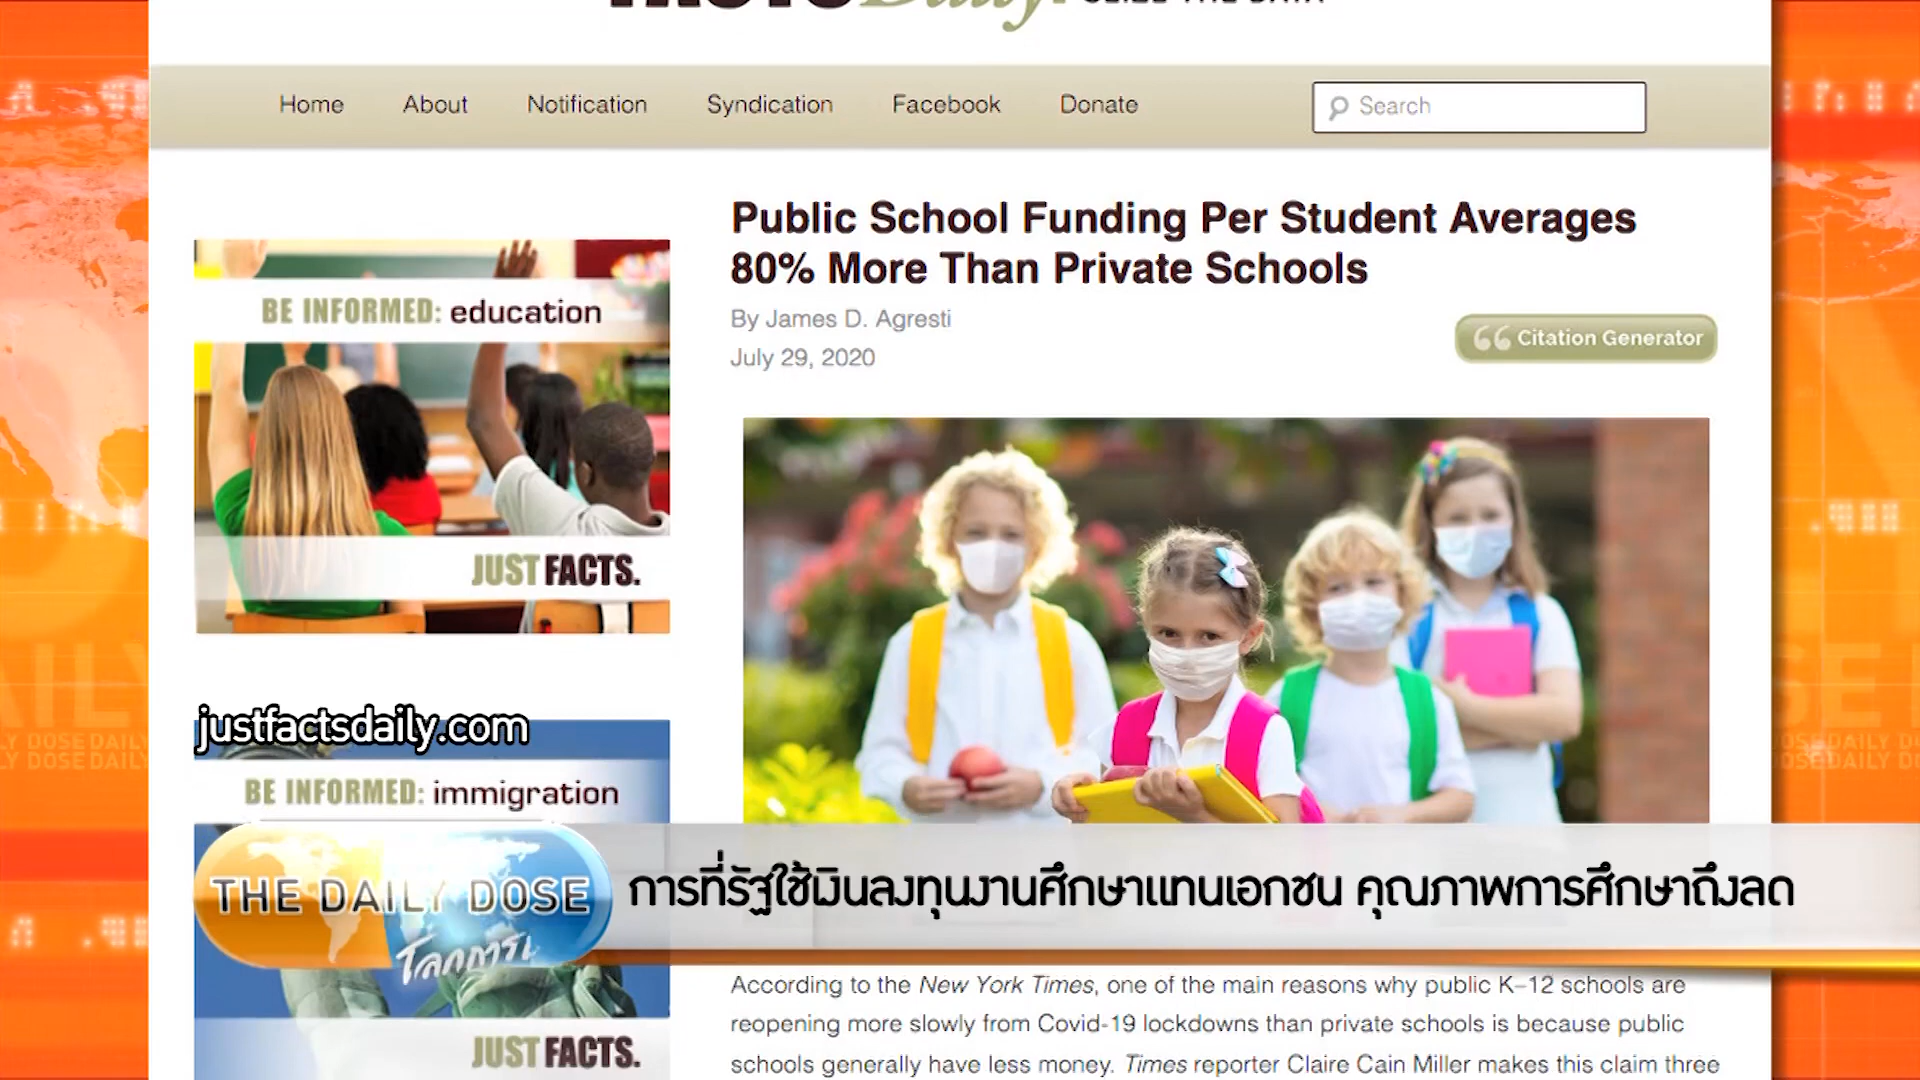 Home About Notification Syndication Facebook Donate
Search
Public School Funding Per Student Averages
80% More Than Private Schools
By James D. Agresti
July 29, 2020
Citation Generator
BE INFORMED: education
JUST FACTS.
justfactsdaily.com
BE INFORMED: immigration
THE DAILY DOSE
การที่รัฐใช้เงินลงทุนงานศึกษาแทนเอกชน คุณภาพการศึกษาถึงลด
According to the New York Times, one of the main reasons why public K–12 schools are
reopening more slowly from Covid-19 lockdowns than private schools is because public
schools generally have less money. Times reporter Claire Cain Miller makes this claim three
JUST FACTS.